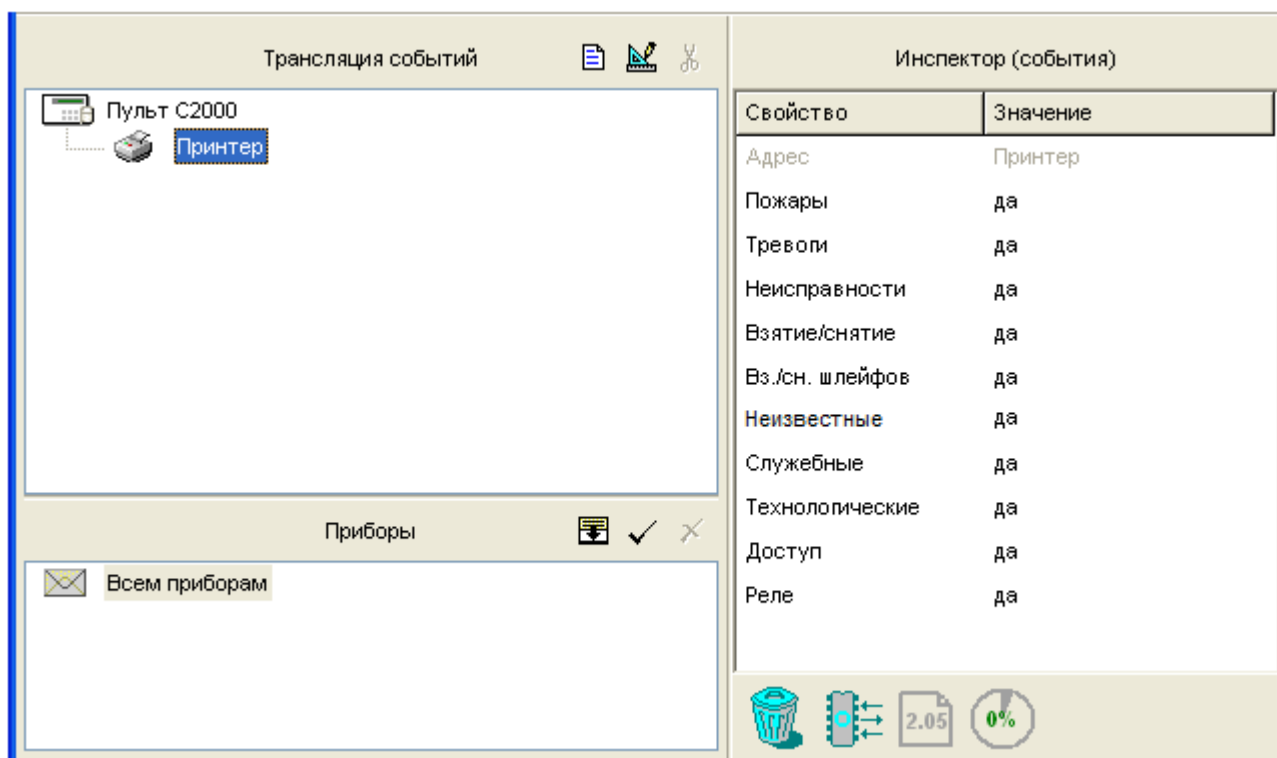 Трансляция событий
Пульт С2000
Принтер
Приборы
Всем приборам
Инспектор (события)
Свойство Значение
Адрес Принтер
Пожары да
Тревоги да
Неисправности да
Взятие/снятие да
Вз./сн. шлейфов да
Неизвестные да
Служебные да
Технологические да
Доступ да
Реле да
2.05 0%